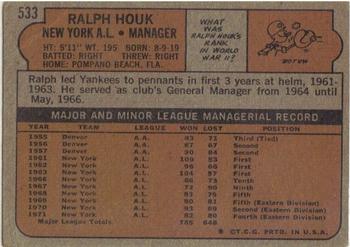 533
RALPH HOUK
NEW YORK A.L. • MANAGER
HT: 5'11" WT. 195 BORN: 8-9-19
BATTED: RIGHT THREW: RIGHT
HOME: POMPANO BEACH, FLA.
WHAT WAS RALPH HOUK'S RANK IN WORLD WAR II?
Ralph led Yankees to pennants in first 3 years at helm, 1961-
1963. He served as club's General Manager from 1964 until
May, 1966.
MAJOR AND MINOR LEAGUE MANAGERIAL RECORD
YEAR TEAM LEAGUE WON LOST
1955 Denver A.A. 83 71 Third (Tied)
1956 Denver A.A. 87 67 Second
1957 Denver A.A. 90 64 Second
1961 New York A.L. 109 53 First
1962 New York A.L. 96 66 First
1963 New York A.L. 104 57 First
1966 New York A.L. Tenth
1967 New York A.L. 72 90 Ninth
1968 New York A.L. 83 79 Fifth
1969 New York A.L. 80 81 Fifth (Eastern Division)
1970 New York A.L. 93 69 Second (Eastern Division)
1971 New York A.L. 82 80 Fourth (Eastern Division)
Major League Totals 785 648
© T.C.G. PRTD. IN U.S.A.